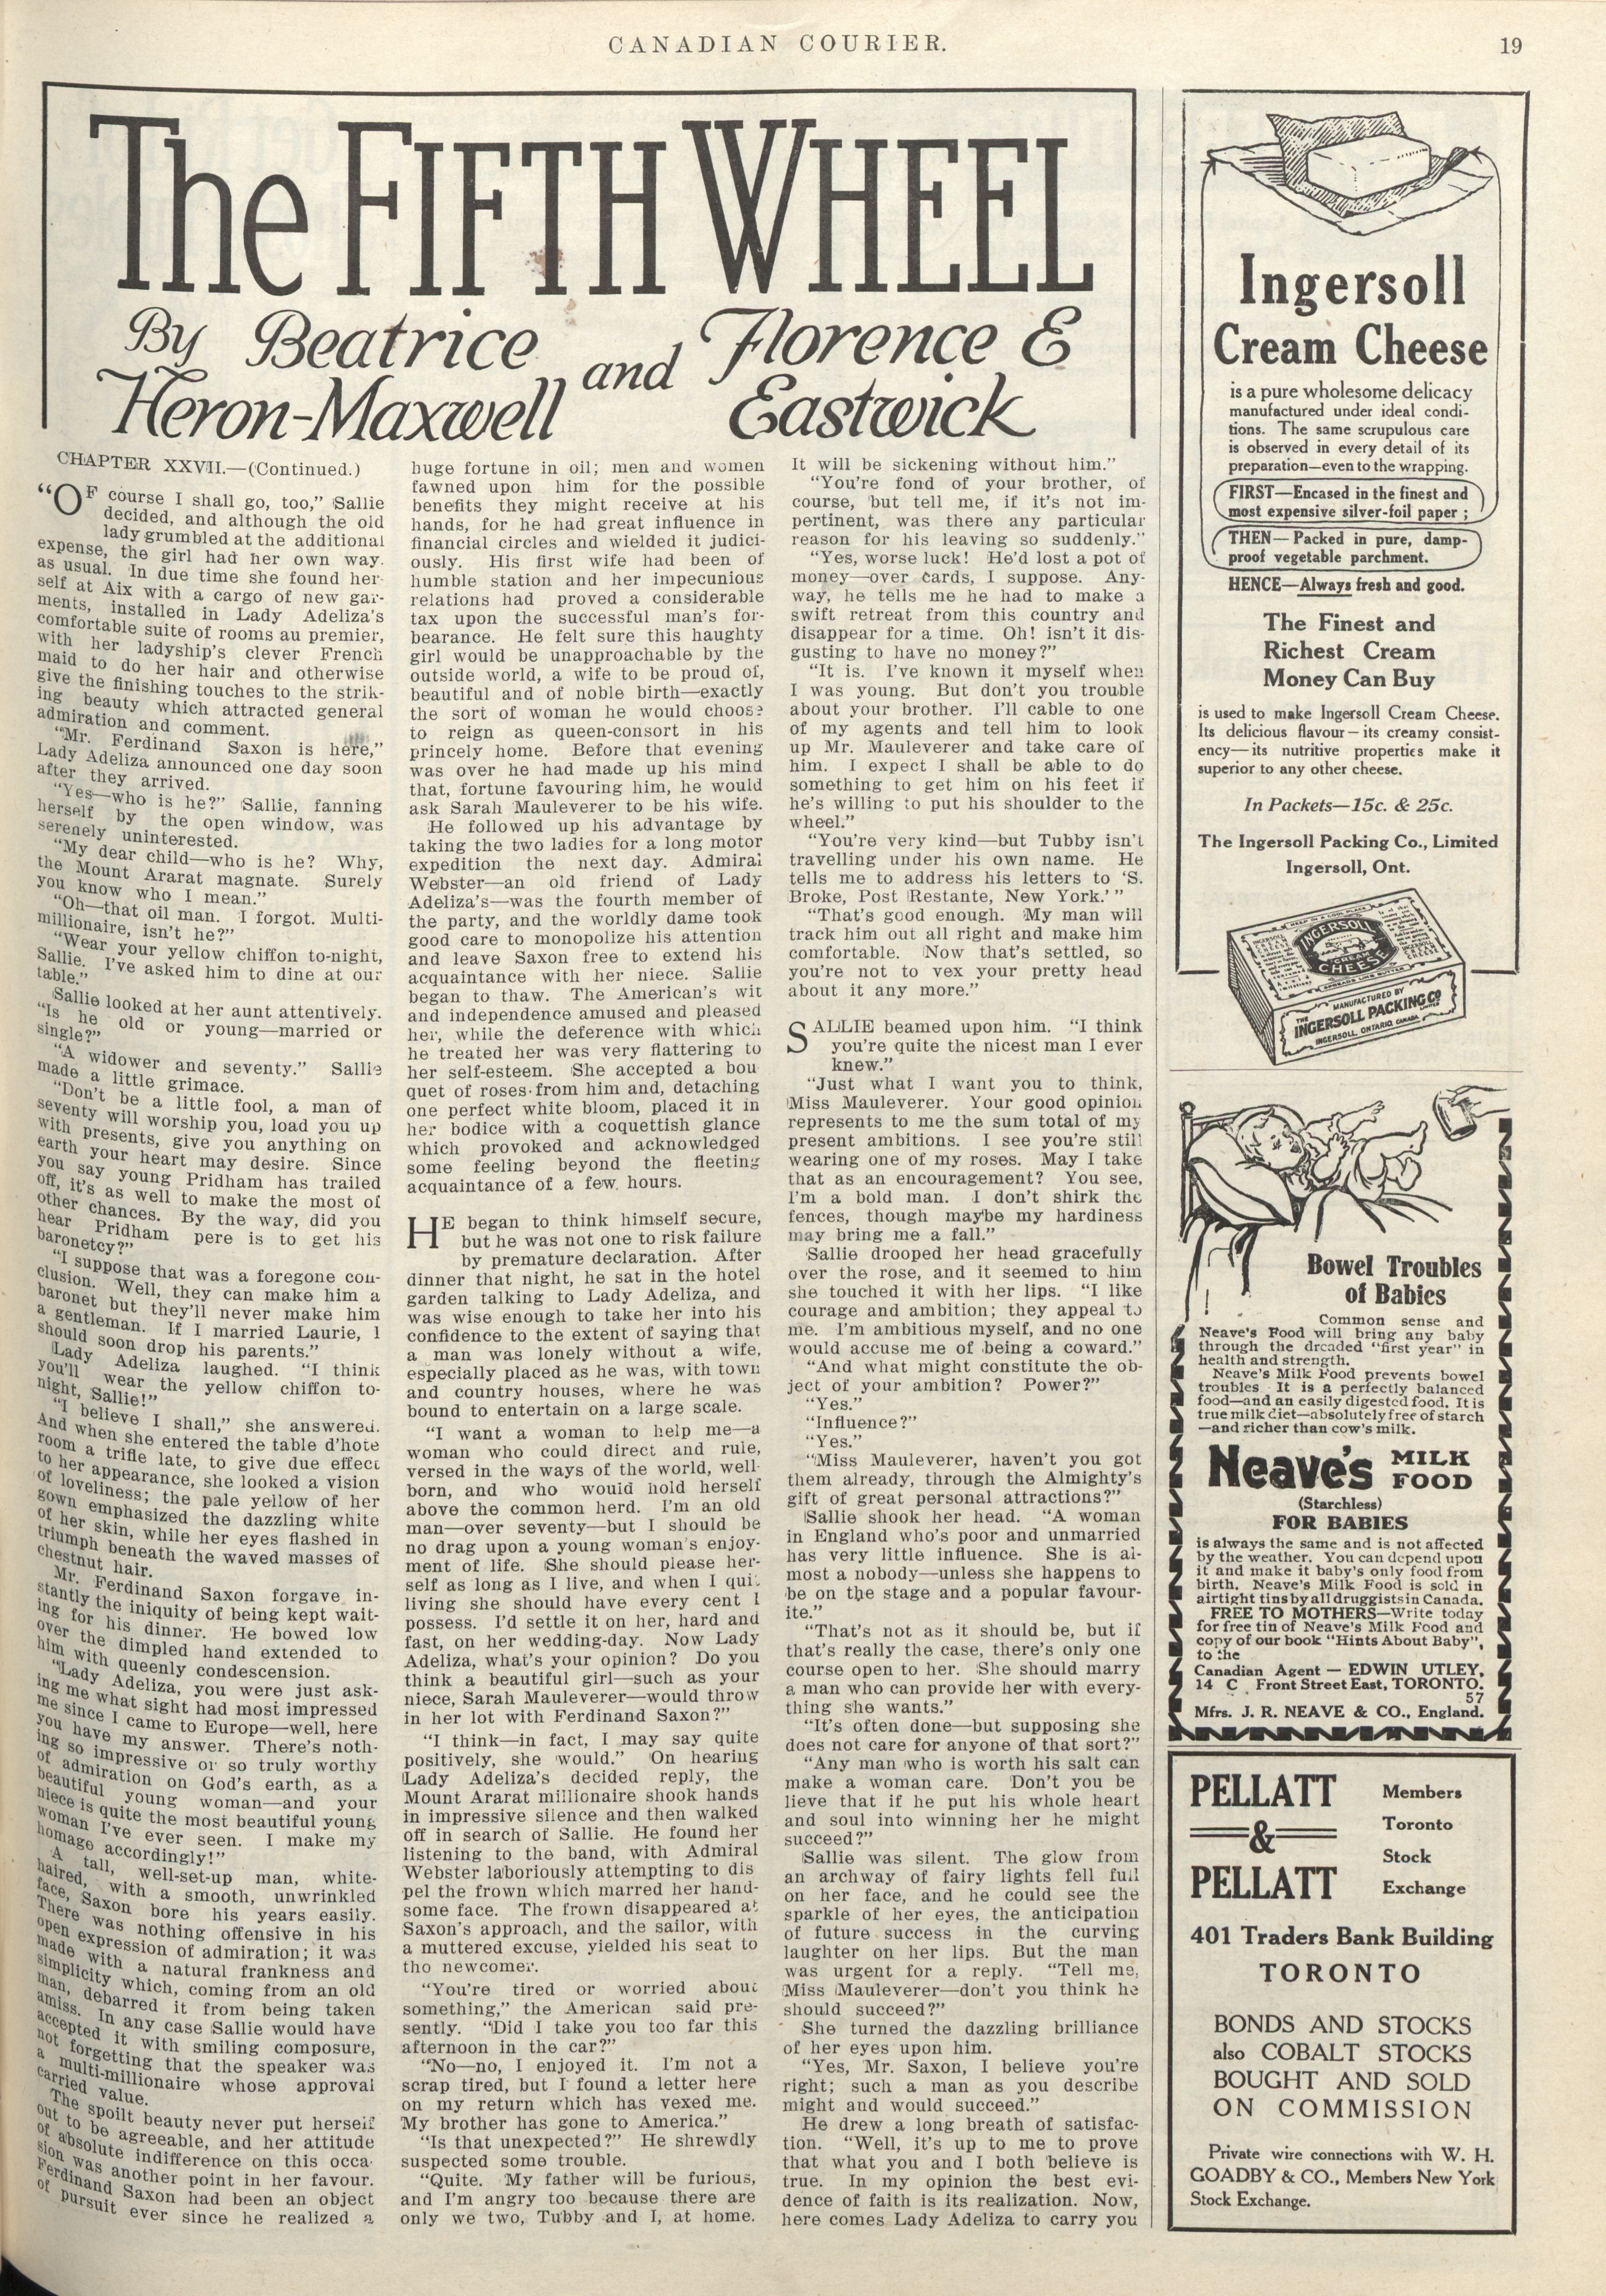 CANADIAN COURIER.
19
The FIFTH WHEEL
By Beatrice Heron-Maxwell and Florence E Eastwick
CHAPTER XXVII.—(Continued.)
"OF course I shall go, too," Sallie
decided, and although the old
lady grumbled at the additional
expense, the girl had her own way.
as usual. In due time she found her-
self at Aix with a cargo of new gar-
ments, installed in Lady Adeliza's
comfortable suite of rooms au premier,
with her ladyship's clever French
maid to do her hair and otherwise
give the finishing touches to the strik-
ing beauty which attracted general
admiration and comment.
"Mr. Ferdinand Saxon is here,"
Lady Adeliza announced one day soon
after they arrived.
"Yes—who is he?" Sallie, fanning
herself by the open window, was
serenely uninterested.
"My dear child—who is he? Why,
the Mount Ararat magnate. Surely
you know who I mean."
"Oh—that oil man. I forgot. Multi-
millionaire, isn't he?"
"Wear your yellow chiffon to-night,
Sallie. I've asked him to dine at our
table."
Sallie looked at her aunt attentively.
"Is he old or young—married or
single?"
"A widower and seventy." Sallie
made a little grimace.
"Don't be a little fool, a man of
seventy will worship you, load you up
with presents, give you anything on
earth your heart may desire. Since
you say young Pridham has trailed
off, it's as well to make the most of
other chances. By the way, did you
hear Pridham pere is to get his
baronetcy?"
"I suppose that was a foregone con-
clusion. Well, they can make him a
baronet but they'll never make him
a gentleman. If I married Laurie, I
should soon drop his parents."
Lady Adeliza laughed. "I think
you'll wear the yellow chiffon to-
night, Sallie!"
"I believe I shall," she answered.
And when she entered the table d'hote
room a trifle late, to give due effect
to her appearance, she looked a vision
of loveliness; the pale yellow of her
gown emphasized the dazzling white
of her skin, while her eyes flashed in
triumph beneath the waved masses of
chestnut hair.
Mr. Ferdinand Saxon forgave in-
stantly the iniquity of being kept wait-
ing for his dinner. He bowed low
over the dimpled hand extended to
him with queenly condescension.
"Lady Adeliza, you were just ask-
ing me what sight had most impressed
me since I came to Europe—well, here
you have my answer. There's noth-
ing so impressive or so truly worthy
of admiration on God's earth, as a
beautiful young woman—and your
niece is quite the most beautiful young
woman I've ever seen. I make my
homage accordingly!"
A tall, well-set-up man, white-
haired, with a smooth, unwrinkled
face, Saxon bore his years easily.
There was nothing offensive in his
open expression of admiration; it was
made with a natural frankness and
simplicity which, coming from an old
man, debarred it from being taken
amiss. In any case Sallie would have
accepted it with smiling composure,
not forgetting that the speaker was
a multi-millionaire whose approval
carried value.
The spoilt beauty never put herself
out to be agreeable, and her attitude
of absolute indifference on this occa-
sion was another point in her favour.
Ferdinand Saxon had been an object
of pursuit ever since he realized a
huge fortune in oil; men and women
fawned upon him for the possible
benefits they might receive at his
hands, for he had great influence in
financial circles and wielded it judici-
ously. His first wife had been of
humble station and her impecunious
relations had proved a considerable
tax upon the successful man's for-
bearance. He felt sure this haughty
girl would be unapproachable by the
outside world, a wife to be proud of,
beautiful and of noble birth—exactly
the sort of woman he would choose
to reign as queen-consort in his
princely home. Before that evening
was over he had made up his mind
that, fortune favouring him, he would
ask Sarah Mauleverer to be his wife.
He followed up his advantage by
taking the two ladies for a long motor
expedition the next day. Admiral
Webster—an old friend of Lady
Adeliza's—was the fourth member of
the party, and the worldly dame took
good care to monopolize his attention
and leave Saxon free to extend his
acquaintance with her niece. Sallie
began to thaw. The American's wit
and independence amused and pleased
her, while the deference with which
he treated her was very flattering to
her self-esteem. She accepted a bou
quet of roses from him and, detaching
one perfect white bloom, placed it in
her bodice with a coquettish glance
which provoked and acknowledged
some feeling beyond the fleeting
acquaintance of a few hours.
HE began to think himself secure,
but he was not one to risk failure
by premature declaration. After
dinner that night, he sat in the hotel
garden talking to Lady Adeliza, and
was wise enough to take her into his
confidence to the extent of saying that
a man was lonely without a wife,
especially placed as he was, with town
and country houses, where he was
bound to entertain on a large scale.
"I want a woman to help me—a
woman who could direct and rule,
versed in the ways of the world, well-
born, and who would hold herself
above the common herd. I'm an old
man—over seventy—but I should be
no drag upon a young woman's enjoy-
ment of life. She should please her-
self as long as I live, and when I quit
living she should have every cent I
possess. I'd settle it on her, hard and
fast, on her wedding-day. Now Lady
Adeliza, what's your opinion? Do you
think a beautiful girl—such as your
niece, Sarah Mauleverer—would throw
in her lot with Ferdinand Saxon?"
"I think—in fact, I may say quite
positively, she would." On hearing
Lady Adeliza's decided reply, the
Mount Ararat millionaire shook hands
in impressive silence and then walked
off in search of Sallie. He found her
listening to the band, with Admiral
Webster laboriously attempting to dis
pel the frown which marred her hand-
some face. The frown disappeared at
Saxon's approach, and the sailor, with
a muttered excuse, yielded his seat to
tho newcomer.
"You're tired or worried about
something," the American said pre-
sently. "Did I take you too far this
afternoon in the car?"
"No—no, I enjoyed it. I'm not a
scrap tired, but I found a letter here
on my return which has vexed me.
My brother has gone to America."
"Is that unexpected?" He shrewdly
suspected some trouble.
"Quite. My father will be furious,
and I'm angry too because there are
only we two, Tubby and I, at home.
It will be sickening without him."
"You're fond of your brother, of
course, but tell me, if it's not im-
pertinent, was there any particular
reason for his leaving so suddenly."
"Yes, worse luck! He'd lost a pot of
money—over cards, I suppose. Any-
way, he tells me he had to make a
swift retreat from this country and
disappear for a time. Oh! isn't it dis-
gusting to have no money?"
"It is. I've known it myself when
I was young. But don't you trouble
about your brother. I'll cable to one
of my agents and tell him to look
up Mr. Mauleverer and take care of
him. I expect I shall be able to do
something to get him on his feet if
he's willing to put his shoulder to the
wheel."
"You're very kind—but Tubby isn't
travelling under his own name. He
tells me to address his letters to 'S.
Broke, Post Restante, New York.'"
"That's good enough. My man will
track him out all right and make him
comfortable. Now that's settled, so
you're not to vex your pretty head
about it any more."
SALLIE beamed upon him. "I think
you're quite the nicest man I ever
knew."
"Just what I want you to think,
Miss Mauleverer. Your good opinion
represents to me the sum total of my
present ambitions. I see you're still
wearing one of my roses. May I take
that as an encouragement? You see,
I'm a bold man. I don't shirk the
fences, though maybe my hardiness
may bring me a fall."
Sallie drooped her head gracefully
over the rose, and it seemed to him
she touched it with her lips. "I like
courage and ambition; they appeal to
me. I'm ambitious myself, and no one
would accuse me of being a coward."
"And what might constitute the ob-
ject of your ambition? Power?"
"Yes."
"Influence?"
"Yes."
"Miss Mauleverer, haven't you got
them already, through the Almighty's
gift of great personal attractions?"
Sallie shook her head. "A woman
in England who's poor and unmarried
has very little influence. She is al-
most a nobody—unless she happens to
be on the stage and a popular favour-
ite."
"That's not as it should be, but if
that's really the case, there's only one
course open to her. She should marry
a man who can provide her with every-
thing she wants."
"It's often done—but supposing she
does not care for anyone of that sort?"
"Any man who is worth his salt can
make a woman care. Don't you be
lieve that if he put his whole heart
and soul into winning her he might
succeed?"
Sallie was silent. The glow from
an archway of fairy lights fell full
on her face, and he could see the
sparkle of her eyes, the anticipation
of future success in the curving
laughter on her lips. But the man
was urgent for a reply. "Tell me,
Miss Mauleverer—don't you think he
should succeed?"
She turned the dazzling brilliance
of her eyes upon him.
"Yes, Mr. Saxon, I believe you're
right; such a man as you describe
might and would succeed."
He drew a long breath of satisfac-
tion. "Well, it's up to me to prove
that what you and I both believe is
true. In my opinion the best evi-
dence of faith is its realization. Now,
here comes Lady Adeliza to carry you
Ingersoll
Cream Cheese
is a pure wholesome delicacy
manufactured under ideal condi-
tions. The same scrupulous care
is observed in every detail of its
preparation—even to the wrapping.
FIRST—Encased in the finest and
most expensive silver-foil paper;
THEN—Packed in pure, damp-
proof vegetable parchment.
HENCE—Always fresh and good.
The Finest and
Richest Cream
Money Can Buy
is used to make Ingersoll Cream Cheese.
Its delicious flavour—its creamy consist-
ency—its nutritive properties make it
superior to any other cheese.
In Packets—15c. & 25c.
The Ingersoll Packing Co., Limited
Ingersoll, Ont.
INGERSOLL
CREAM
CHEESE
MANUFACTURED BY
THE INGERSOLL PACKING CO
INGERSOLL, ONTARIO, CANADA
Bowel Troubles
of Babies
Common sense and
Neave's Food will bring any baby
through the dreaded "first year" in
health and strength.
Neave's Milk Food prevents bowel
troubles. It is a perfectly balanced
food—and an easily digested food. It is
true milk diet—absolutely free of starch
—and richer than cow's milk.
Neave's MILK FOOD
(Starchless)
FOR BABIES
is always the same and is not affected
by the weather. You can depend upon
it and make it baby's only food from
birth. Neave's Milk Food is sold in
airtight tins by all druggists in Canada.
FREE TO MOTHERS—Write today
for free tin of Neave's Milk Food and
copy of our book "Hints About Baby",
to the
Canadian Agent — EDWIN UTLEY,
14 C Front Street East, TORONTO.
57
Mfrs. J. R. NEAVE & CO., England.
PELLATT
&
PELLATT
Members
Toronto
Stock
Exchange
401 Traders Bank Building
TORONTO
BONDS AND STOCKS
also COBALT STOCKS
BOUGHT AND SOLD
ON COMMISSION
Private wire connections with W. H.
GOADBY & CO., Members New York
Stock Exchange.